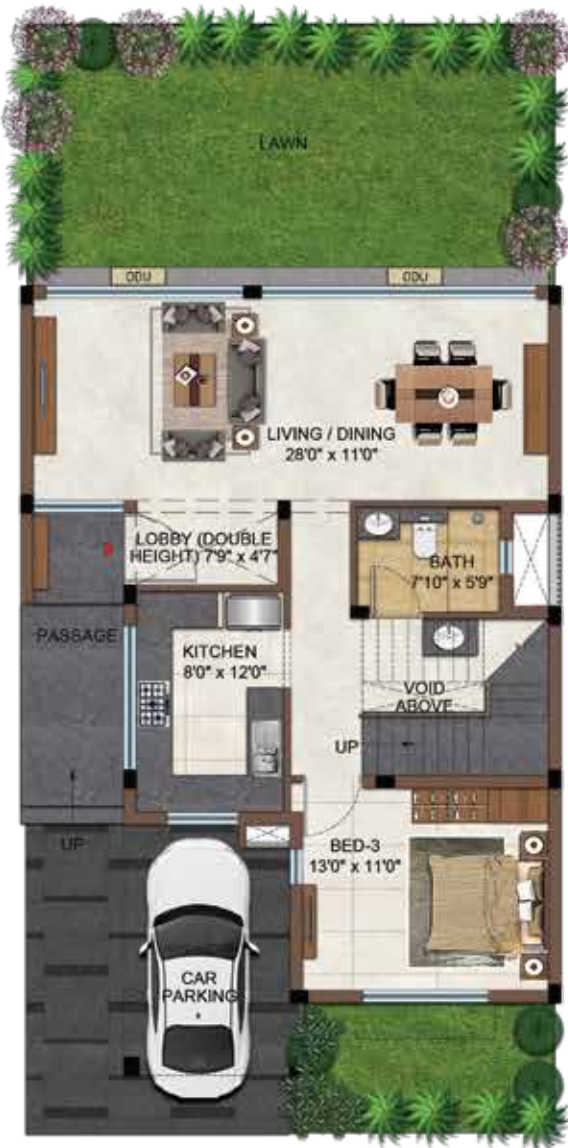 LAWN
ODU
ODU
LIVING / DINING
28'0" x 11'0"
LOBBY (DOUBLE
HEIGHT) 7'9" x 4'7"
BATH
7'10" x 5'9"
PASSAGE
KITCHEN
8'0" x 12'0"
VOID
ABOVE
UP
UP
BED-3
13'0" x 11'0"
CAR
PARKING